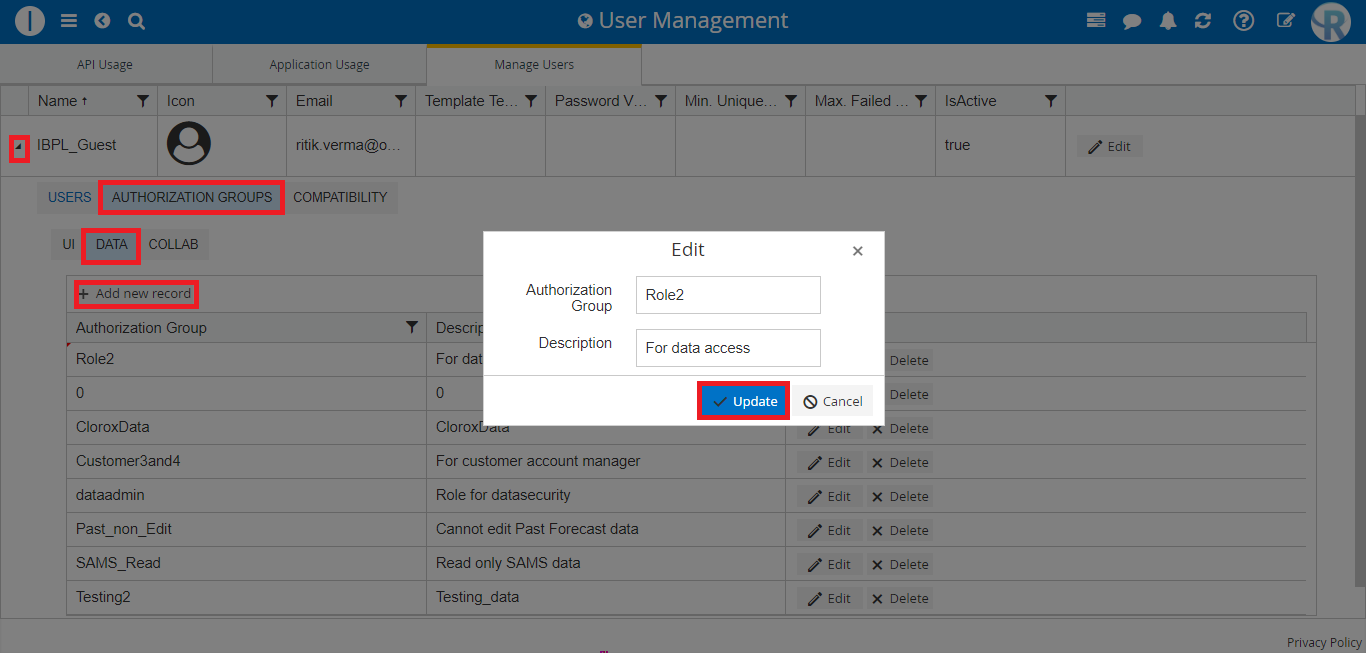 User Management
API Usage Application Usage Manage Users
Name ↑ Icon Email Template Te... Password V... Min. Unique... Max. Failed ... IsActive
IBPL_Guest ritik.verma@o... true Edit
USERS AUTHORIZATION GROUPS COMPATIBILITY
UI DATA COLLAB
Edit
+ Add new record
Authorization
Group
Role2
Description
For data access
Update Cancel
Authorization Group Descrip
Role2 For dat Delete
0 0 Delete
CloroxData CloroxData Edit Delete
Customer3and4 For customer account manager Edit Delete
dataadmin Role for datasecurity Edit Delete
Past_non_Edit Cannot edit Past Forecast data Edit Delete
SAMS_Read Read only SAMS data Edit Delete
Testing2 Testing_data Edit Delete
Privacy Policy